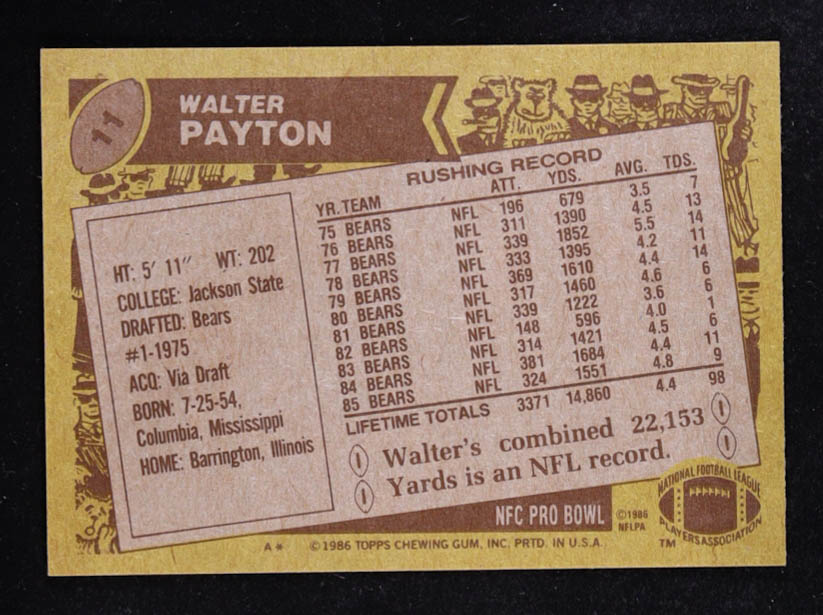 11
WALTER
PAYTON
RUSHING RECORD
YR. TEAM ATT. YDS. AVG. TDS.
75 BEARS NFL 196 679 3.5 7
76 BEARS NFL 311 1390 4.5 13
77 BEARS NFL 339 1852 5.5 14
78 BEARS NFL 333 1395 4.2 11
79 BEARS NFL 369 1610 4.4 14
80 BEARS NFL 317 1460 4.6 6
81 BEARS NFL 339 1222 3.6 6
82 BEARS NFL 148 596 4.0 1
83 BEARS NFL 314 1421 4.5 6
84 BEARS NFL 381 1684 4.4 11
85 BEARS NFL 324 1551 4.8 9
LIFETIME TOTALS 3371 14,860 4.4 98
HT: 5' 11" WT: 202
COLLEGE: Jackson State
DRAFTED: Bears
#1-1975
ACQ: Via Draft
BORN: 7-25-54,
Columbia, Mississippi
HOME: Barrington, Illinois
Walter's combined 22,153
Yards is an NFL record.
NFC PRO BOWL
©1986
NFLPA
NATIONAL FOOTBALL LEAGUE
PLAYERS ASSOCIATION
TM
A* ©1986 TOPPS CHEWING GUM, INC. PRTD. IN U.S.A.